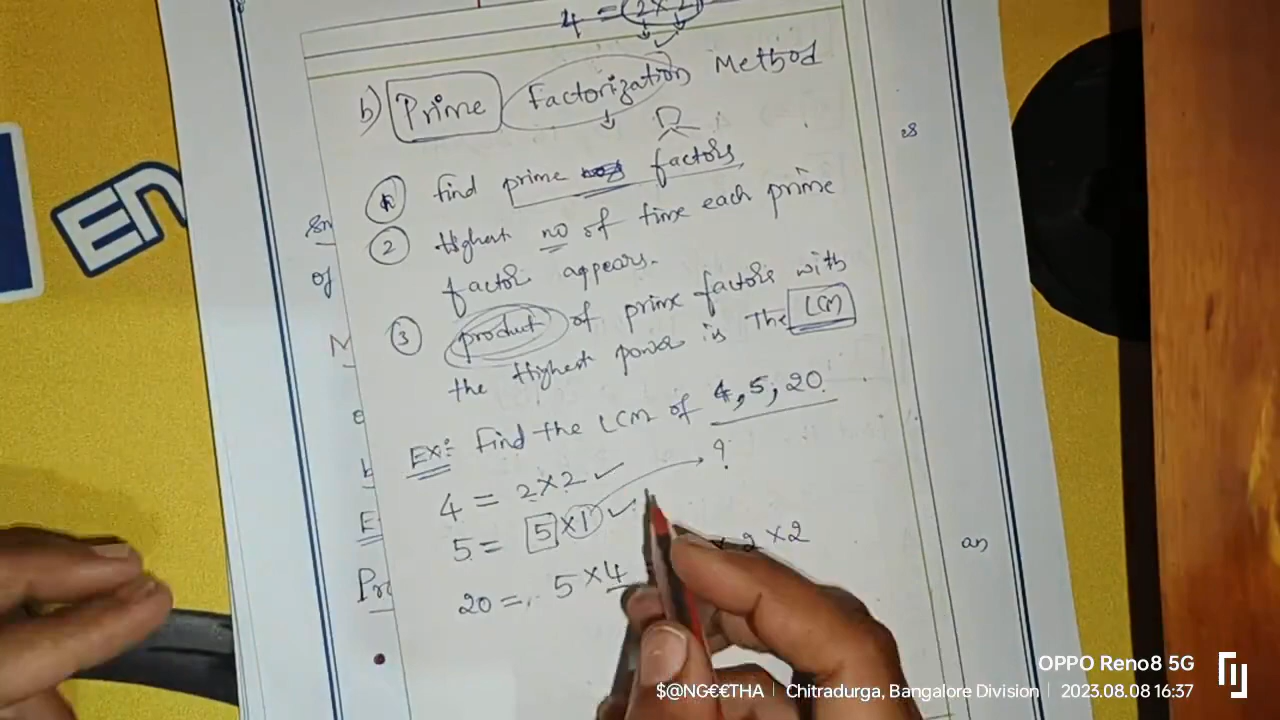 4 = 2 × 2
b) Prime Factorization Method
① find prime factors
② Highest no of time each prime
factor appears.
③ product of prime factors with
the Highest power is the LCM
Ex: Find the LCM of 4, 5, 20
4 = 2×2 ✓
5 = 5 ×1 ✓ → ?
20 = 5 × 4 × 2 × 2
EN
of
OPPO Reno8 5G
$@NG€€THA | Chitradurga, Bangalore Division | 2023.08.08 16:37